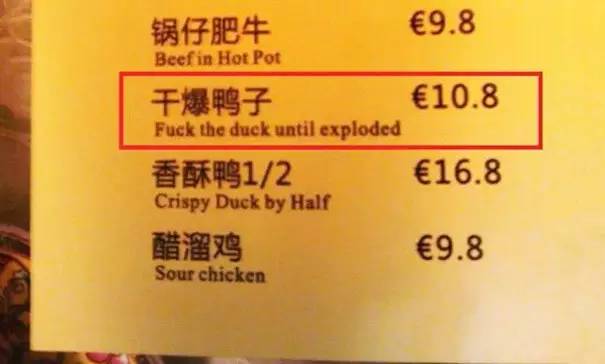 锅仔肥牛 €9.8
Beef in Hot Pot
干爆鸭子 €10.8
Fuck the duck until exploded
香酥鸭1/2 €16.8
Crispy Duck by Half
醋溜鸡 €9.8
Sour chicken